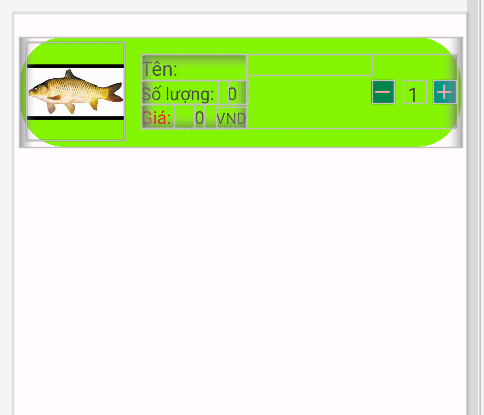 Tên:
Số lượng: 0 − 1 +
Giá: 0 VND